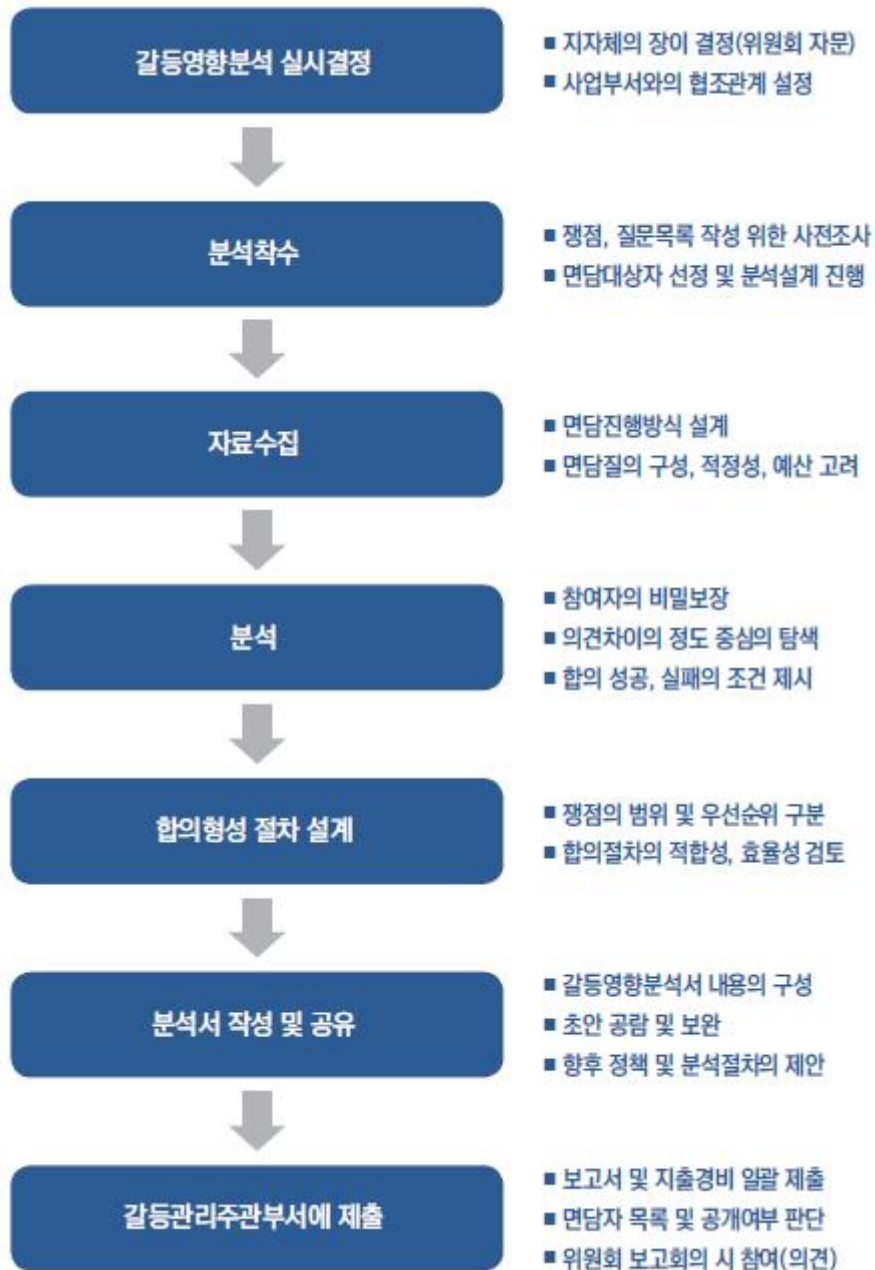 갈등영향분석 실시결정
■ 지자체의 장이 결정(위원회 자문)
■ 사업부서와의 협조관계 설정
분석착수
■ 쟁점, 질문목록 작성 위한 사전조사
■ 면담대상자 선정 및 분석설계 진행
자료수집
■ 면담진행방식 설계
■ 면담질의 구성, 적정성, 예산 고려
분석
■ 참여자의 비밀보장
■ 의견차이의 정도 중심의 탐색
■ 합의 성공, 실패의 조건 제시
합의형성 절차 설계
■ 쟁점의 범위 및 우선순위 구분
■ 합의절차의 적합성, 효율성 검토
분석서 작성 및 공유
■ 갈등영향분석서 내용의 구성
■ 초안 공람 및 보완
■ 향후 정책 및 분석절차의 제안
갈등관리주관부서에 제출
■ 보고서 및 지출경비 일괄 제출
■ 면담자 목록 및 공개여부 판단
■ 위원회 보고회의 시 참여(의견)